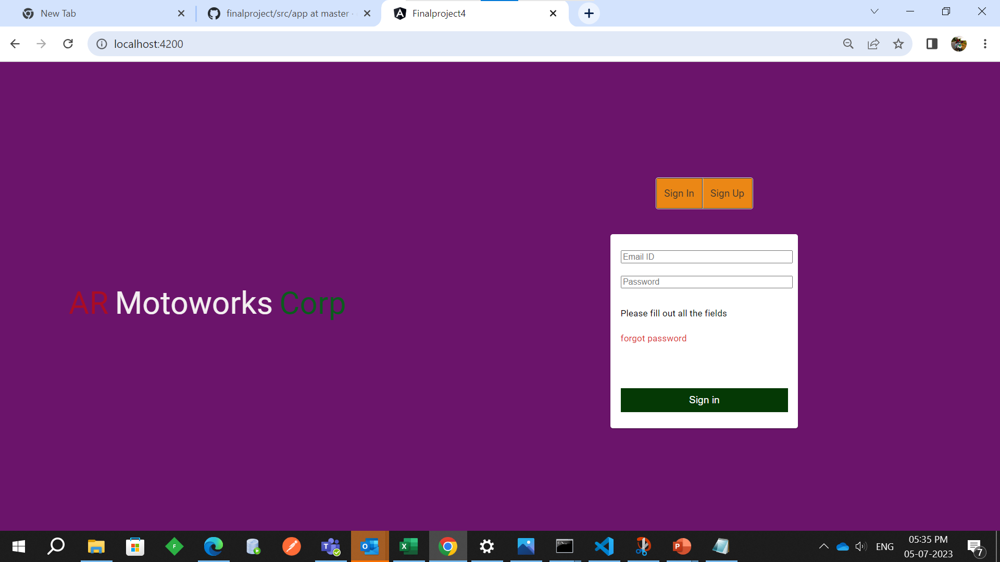 New Tab
finalproject/src/app at master ·
Finalproject4
localhost:4200
Sign In
Sign Up
Email ID
Password
AR Motoworks Corp
Please fill out all the fields
forgot password
Sign in
ENG
05:35 PM
05-07-2023
7